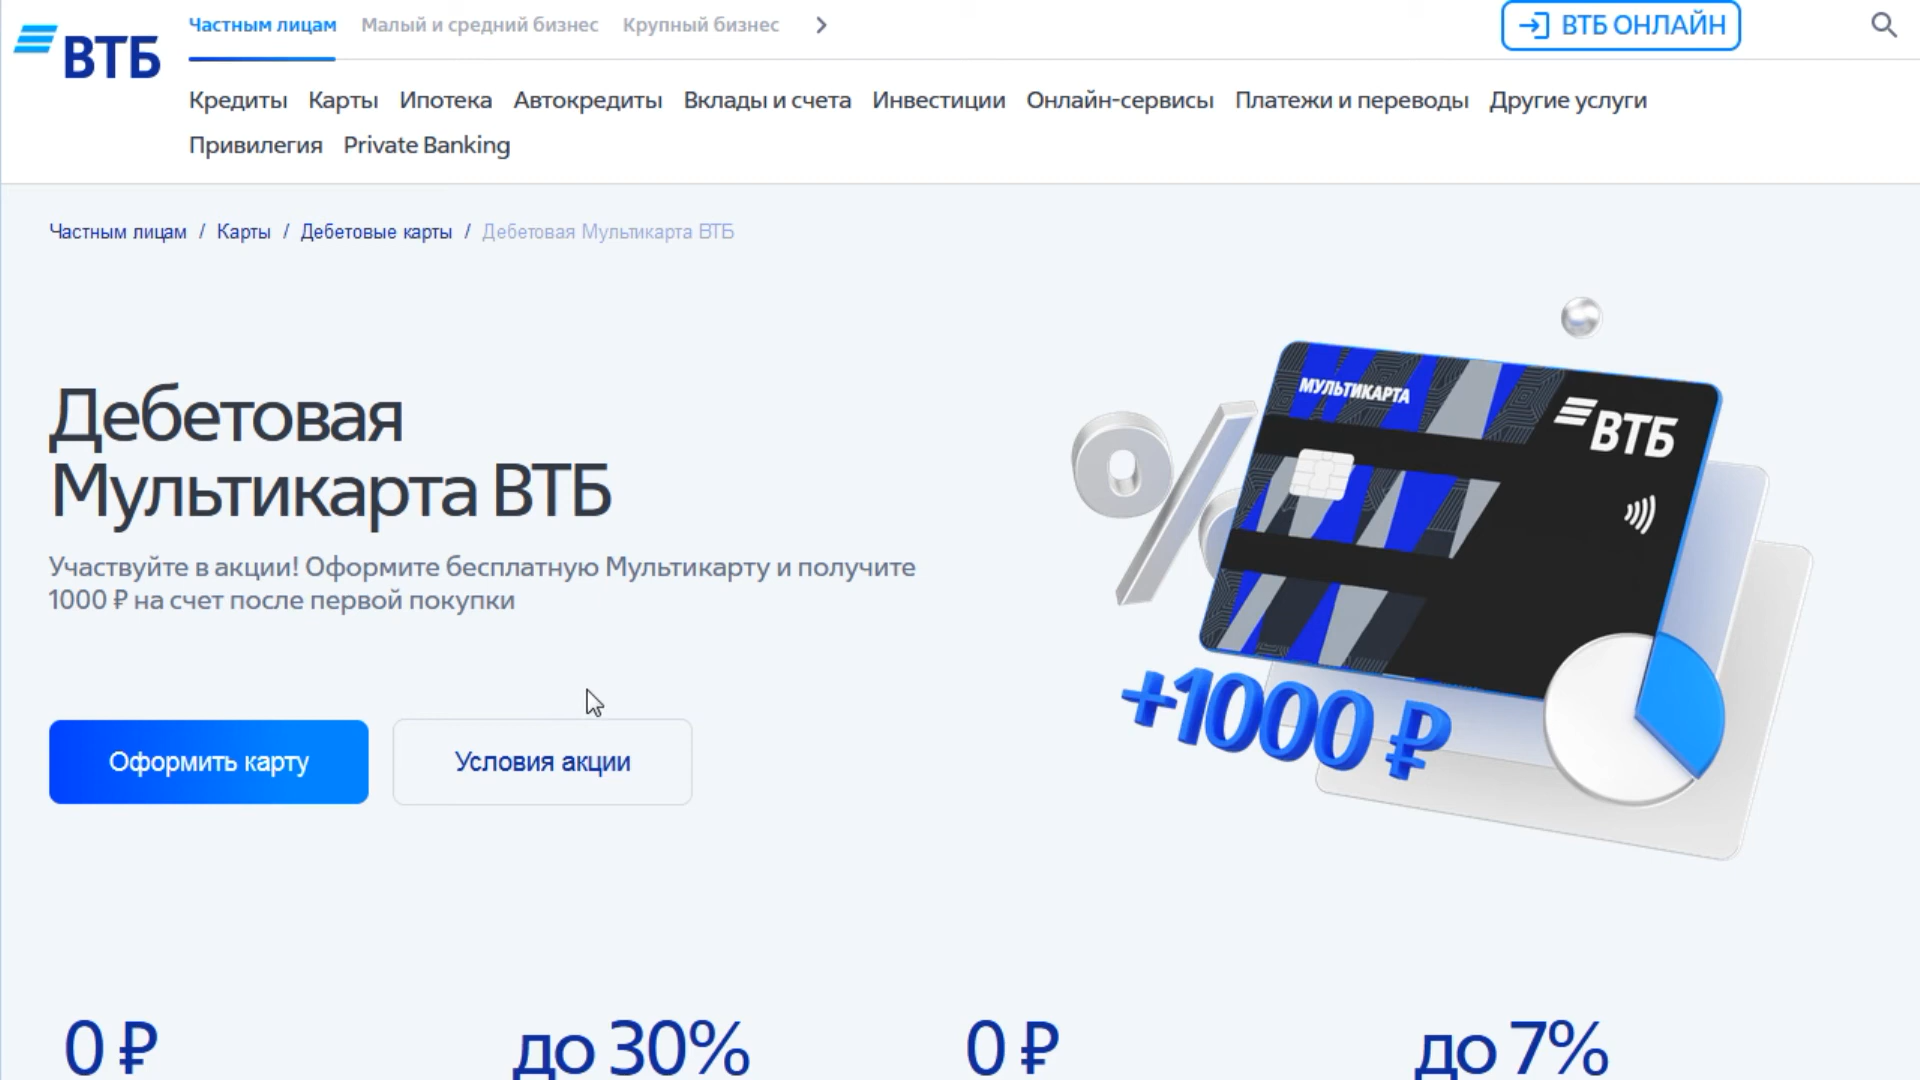 ВТБ
Частным лицам Малый и средний бизнес Крупный бизнес
ВТБ ОНЛАЙН
Кредиты Карты Ипотека Автокредиты Вклады и счета Инвестиции Онлайн-сервисы Платежи и переводы Другие услуги
Привилегия Private Banking
Частным лицам / Карты / Дебетовые карты / Дебетовая Мультикарта ВТБ
Дебетовая
Мультикарта ВТБ
Участвуйте в акции! Оформите бесплатную Мультикарту и получите
1000 ₽ на счет после первой покупки
Оформить карту
Условия акции
%
МУЛЬТИКАРТА
ВТБ
+1000 ₽
0 ₽
до 30%
0 ₽
до 7%